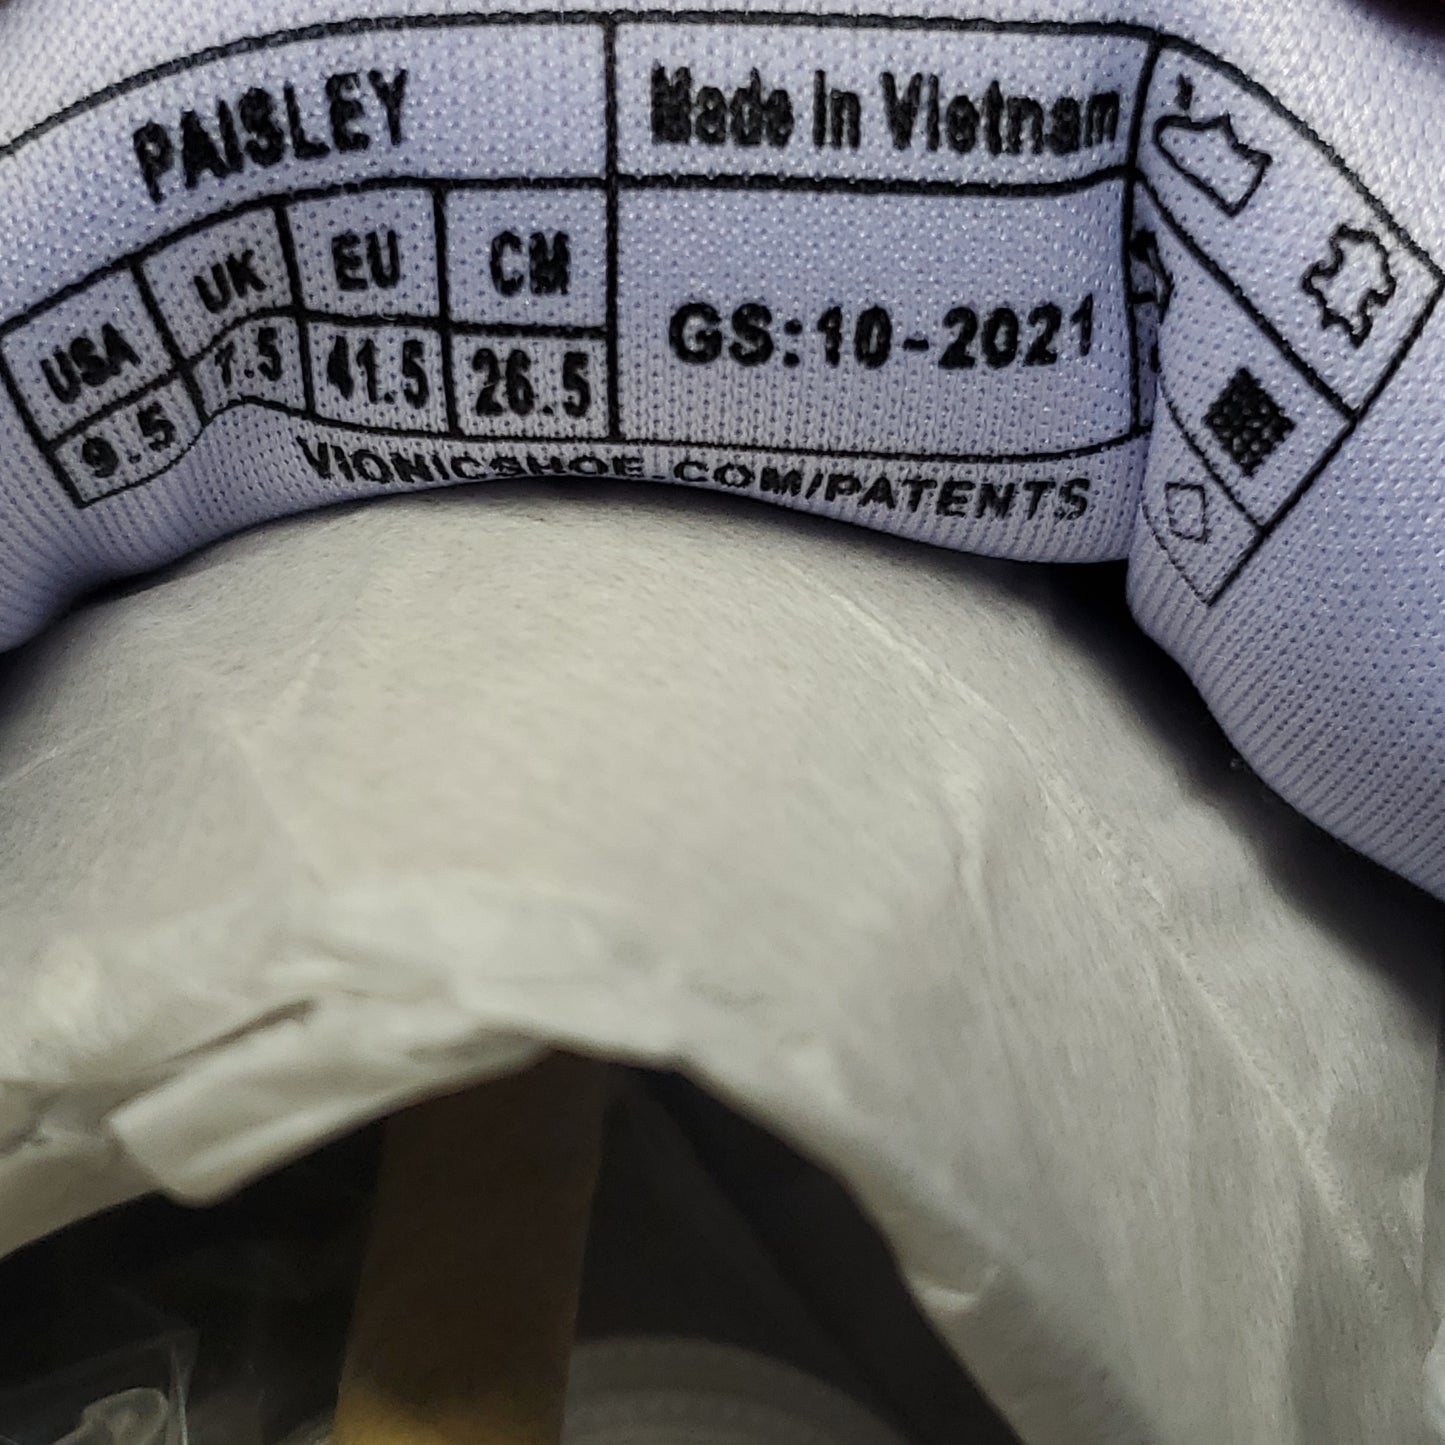 PAISLEY
Made In Vietnam
USA UK EU CM
9.5 7.5 41.5 26.5
GS:10-2021
VIONICSHOE.COM/PATENTS